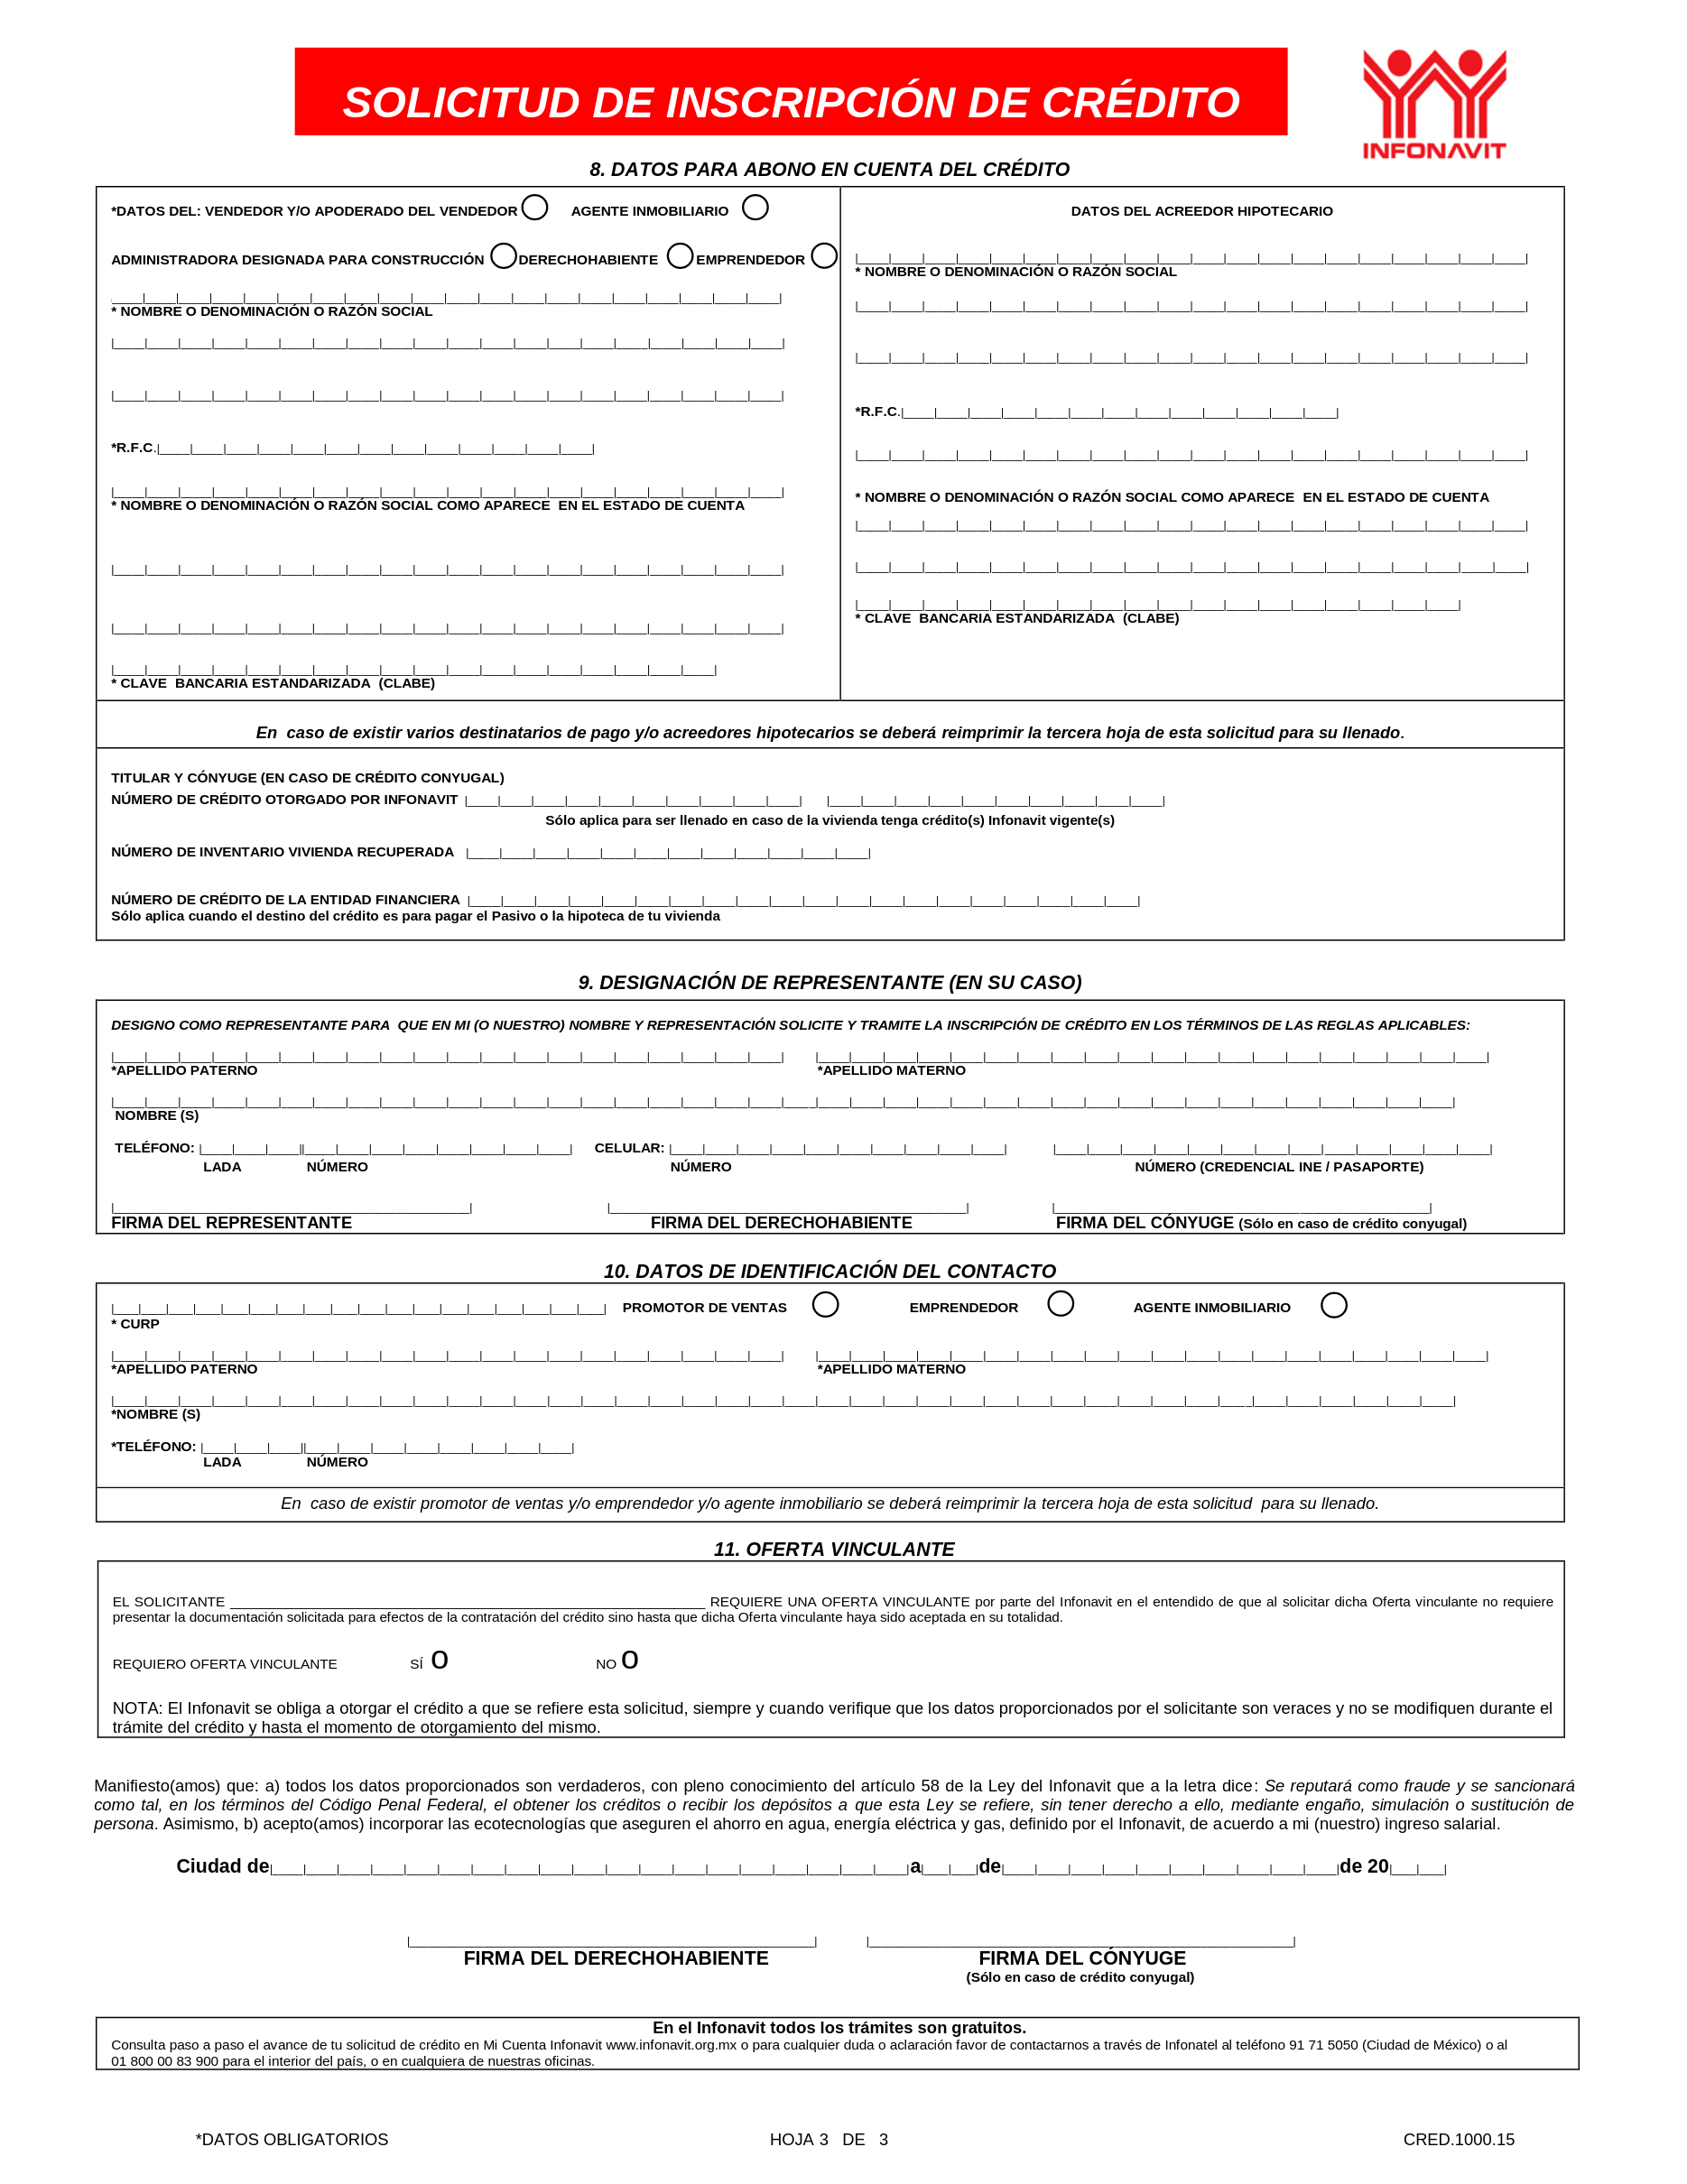 SOLICITUD DE INSCRIPCIÓN DE CRÉDITO
INFONAVIT
8. DATOS PARA ABONO EN CUENTA DEL CRÉDITO
*DATOS DEL: VENDEDOR Y/O APODERADO DEL VENDEDOR AGENTE INMOBILIARIO
ADMINISTRADORA DESIGNADA PARA CONSTRUCCIÓN DERECHOHABIENTE EMPRENDEDOR
* NOMBRE O DENOMINACIÓN O RAZÓN SOCIAL
*R.F.C.
* NOMBRE O DENOMINACIÓN O RAZÓN SOCIAL COMO APARECE EN EL ESTADO DE CUENTA
* CLAVE BANCARIA ESTANDARIZADA (CLABE)
DATOS DEL ACREEDOR HIPOTECARIO
* NOMBRE O DENOMINACIÓN O RAZÓN SOCIAL
*R.F.C.
* NOMBRE O DENOMINACIÓN O RAZÓN SOCIAL COMO APARECE EN EL ESTADO DE CUENTA
* CLAVE BANCARIA ESTANDARIZADA (CLABE)
En caso de existir varios destinatarios de pago y/o acreedores hipotecarios se deberá reimprimir la tercera hoja de esta solicitud para su llenado.
TITULAR Y CÓNYUGE (EN CASO DE CRÉDITO CONYUGAL)
NÚMERO DE CRÉDITO OTORGADO POR INFONAVIT
Sólo aplica para ser llenado en caso de la vivienda tenga crédito(s) Infonavit vigente(s)
NÚMERO DE INVENTARIO VIVIENDA RECUPERADA
NÚMERO DE CRÉDITO DE LA ENTIDAD FINANCIERA
Sólo aplica cuando el destino del crédito es para pagar el Pasivo o la hipoteca de tu vivienda
9. DESIGNACIÓN DE REPRESENTANTE (EN SU CASO)
DESIGNO COMO REPRESENTANTE PARA QUE EN MI (O NUESTRO) NOMBRE Y REPRESENTACIÓN SOLICITE Y TRAMITE LA INSCRIPCIÓN DE CRÉDITO EN LOS TÉRMINOS DE LAS REGLAS APLICABLES:
*APELLIDO PATERNO *APELLIDO MATERNO
NOMBRE (S)
TELÉFONO: CELULAR:
LADA NÚMERO NÚMERO NÚMERO (CREDENCIAL INE / PASAPORTE)
FIRMA DEL REPRESENTANTE FIRMA DEL DERECHOHABIENTE FIRMA DEL CÓNYUGE (Sólo en caso de crédito conyugal)
10. DATOS DE IDENTIFICACIÓN DEL CONTACTO
PROMOTOR DE VENTAS EMPRENDEDOR AGENTE INMOBILIARIO
* CURP
*APELLIDO PATERNO *APELLIDO MATERNO
*NOMBRE (S)
*TELÉFONO:
LADA NÚMERO
En caso de existir promotor de ventas y/o emprendedor y/o agente inmobiliario se deberá reimprimir la tercera hoja de esta solicitud para su llenado.
11. OFERTA VINCULANTE
EL SOLICITANTE ____ REQUIERE UNA OFERTA VINCULANTE por parte del Infonavit en el entendido de que al solicitar dicha Oferta vinculante no requiere
presentar la documentación solicitada para efectos de la contratación del crédito sino hasta que dicha Oferta vinculante haya sido aceptada en su totalidad.
REQUIERO OFERTA VINCULANTE SÍ O NO O
NOTA: El Infonavit se obliga a otorgar el crédito a que se refiere esta solicitud, siempre y cuando verifique que los datos proporcionados por el solicitante son veraces y no se modifiquen durante el
trámite del crédito y hasta el momento de otorgamiento del mismo.
Manifiesto(amos) que: a) todos los datos proporcionados son verdaderos, con pleno conocimiento del artículo 58 de la Ley del Infonavit que a la letra dice: Se reputará como fraude y se sancionará
como tal, en los términos del Código Penal Federal, el obtener los créditos o recibir los depósitos a que esta Ley se refiere, sin tener derecho a ello, mediante engaño, simulación o sustitución de
persona. Asimismo, b) acepto(amos) incorporar las ecotecnologías que aseguren el ahorro en agua, energía eléctrica y gas, definido por el Infonavit, de acuerdo a mi (nuestro) ingreso salarial.
Ciudad de a de de 20
FIRMA DEL DERECHOHABIENTE FIRMA DEL CÓNYUGE
(Sólo en caso de crédito conyugal)
En el Infonavit todos los trámites son gratuitos.
Consulta paso a paso el avance de tu solicitud de crédito en Mi Cuenta Infonavit www.infonavit.org.mx o para cualquier duda o aclaración favor de contactarnos a través de Infonatel al teléfono 91 71 5050 (Ciudad de México) o al
01 800 00 83 900 para el interior del país, o en cualquiera de nuestras oficinas.
*DATOS OBLIGATORIOS HOJA 3 DE 3 CRED.1000.15